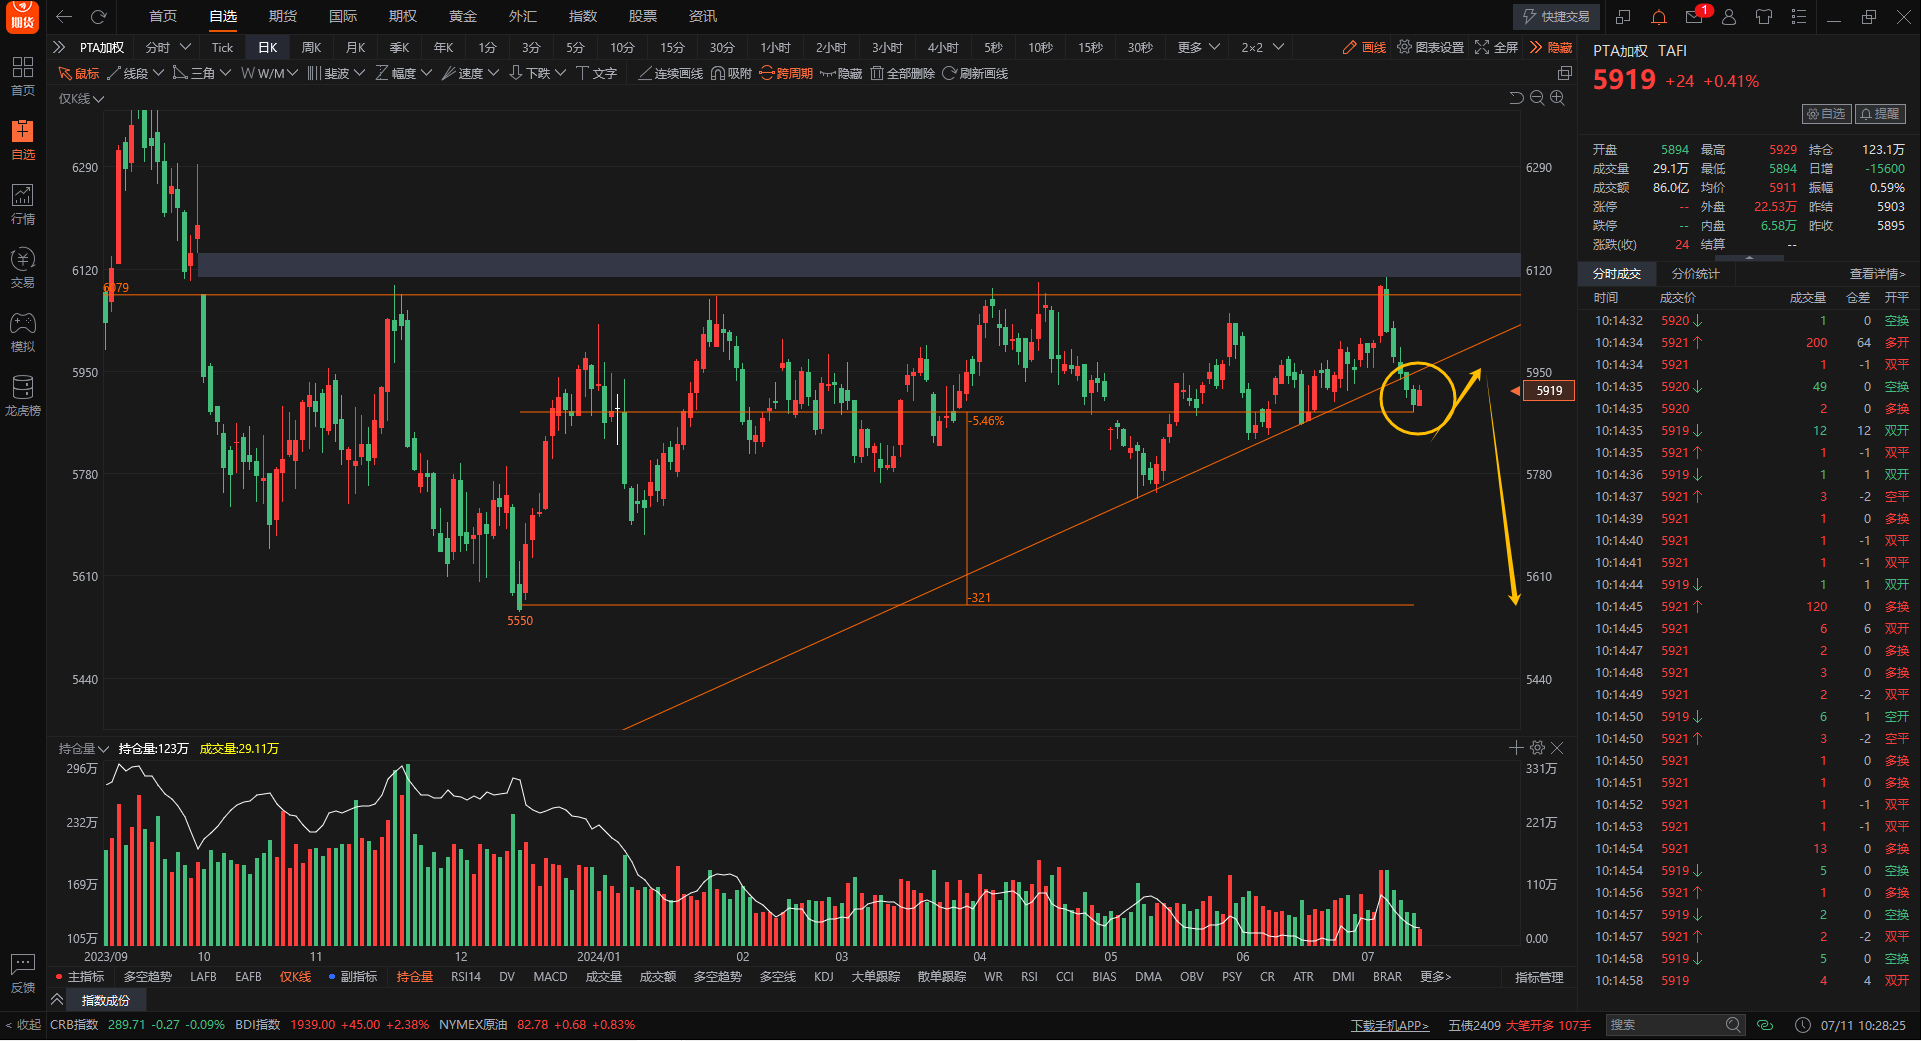 期货
首页 自选 期货 国际 期权 黄金 外汇 指数 股票 资讯
快捷交易 1
PTA加权 分时 Tick 日K 周K 月K 季K 年K 1分 3分 5分 10分 15分 30分 1小时 2小时 3小时 4小时 5秒 10秒 15秒 30秒 更多 2×2 画线 图表设置 全屏 隐藏
鼠标 线段 三角 W/M 斐波 幅度 速度 下跌 文字 连续画线 吸附 跨周期 隐藏 全部删除 刷新画线
首页
自选
行情
交易
模拟
龙虎榜
反馈
< 收起
仅K线
6290 6290
6120 6120
6079
5950 5950
5919
-5.46%
5780 5780
5610 5610
-321
5550
5440 5440
持仓量 持仓量:123万 成交量:29.11万
296万 331万
232万 221万
169万 110万
105万 0.00
2023/09 10 11 12 2024/01 02 03 04 05 06 07
主指标 多空趋势 LAFB EAFB 仅K线 副指标 持仓量 RSI14 DV MACD 成交量 成交额 多空趋势 多空线 KDJ 大单跟踪 散单跟踪 WR RSI CCI BIAS DMA OBV PSY CR ATR DMI BRAR 更多> 指标管理
指数成份
CRB指数 289.71 -0.27 -0.09% BDI指数 1939.00 +45.00 +2.38% NYMEX原油 82.78 +0.68 +0.83%
下载手机APP> 五债2409 大笔开多 107手 搜索 07/11 10:28:25
PTA加权 TAFI
5919 +24 +0.41%
自选 提醒
开盘 5894 最高 5929 持仓 123.1万
成交量 29.1万 最低 5894 日增 -15600
成交额 86.0亿 均价 5911 振幅 0.59%
涨停 -- 外盘 22.53万 昨结 5903
跌停 -- 内盘 6.58万 昨收 5895
涨跌(收) 24 结算 --
分时成交 分价统计 查看详情>
时间 成交价 成交量 仓差 开平
10:14:32 5920↓ 1 0 空换
10:14:34 5921↑ 200 64 多开
10:14:34 5921 1 -1 双平
10:14:35 5920↓ 49 0 空换
10:14:35 5920 2 0 多换
10:14:35 5919↓ 12 12 双开
10:14:35 5921↑ 1 -1 双平
10:14:36 5919↓ 1 1 双开
10:14:37 5921↑ 3 -2 空平
10:14:39 5921 1 0 多换
10:14:40 5921 1 -1 双平
10:14:41 5921 1 -1 双平
10:14:44 5919↓ 1 1 双开
10:14:45 5921↑ 120 0 多换
10:14:45 5921 6 6 双开
10:14:47 5921 2 0 多换
10:14:48 5921 3 0 多换
10:14:49 5921 2 -2 双平
10:14:50 5919↓ 6 1 空开
10:14:50 5921↑ 3 -2 空平
10:14:50 5921 1 0 多换
10:14:51 5921 1 0 多换
10:14:52 5921 1 -1 双平
10:14:53 5921 1 -1 双平
10:14:54 5921 13 0 多换
10:14:54 5919↓ 5 0 空换
10:14:56 5921↑ 1 0 多换
10:14:57 5919↓ 2 0 空换
10:14:57 5921↑ 2 -2 双平
10:14:58 5919↓ 5 0 空换
10:14:58 5919 4 4 双开